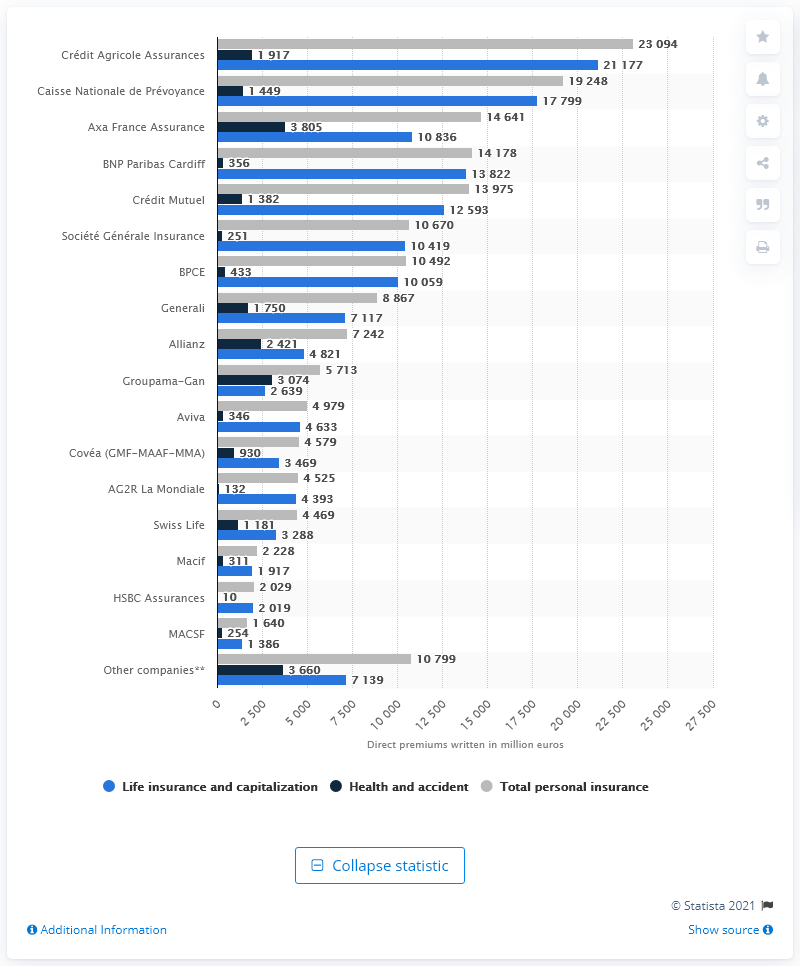 23 094
Crédit Agricole Assurances 1 917
21 177
19 248
Caisse Nationale de Prévoyance 1 449
17 799
14 641
Axa France Assurance 3 805
10 836
14 178
BNP Paribas Cardiff 356
13 822
13 975
Crédit Mutuel 1 382
12 593
10 670
Société Générale Insurance 251
10 419
10 492
BPCE 433
10 059
8 867
Generali 1 750
7 117
7 242
Allianz 2 421
4 821
5 713
Groupama-Gan 3 074
2 639
4 979
Aviva 346
4 633
4 579
Covéa (GMF-MAAF-MMA) 930
3 469
4 525
AG2R La Mondiale 132
4 393
4 469
Swiss Life 1 181
3 288
2 228
Macif 311
1 917
2 029
HSBC Assurances 10
2 019
1 640
MACSF 254
1 386
10 799
Other companies** 3 660
7 139
0 2 500 5 000 7 500 10 000 12 500 15 000 17 500 20 000 22 500 25 000 27 500
Direct premiums written in million euros
Life insurance and capitalization Health and accident Total personal insurance
Collapse statistic
© Statista 2021
Additional Information Show source